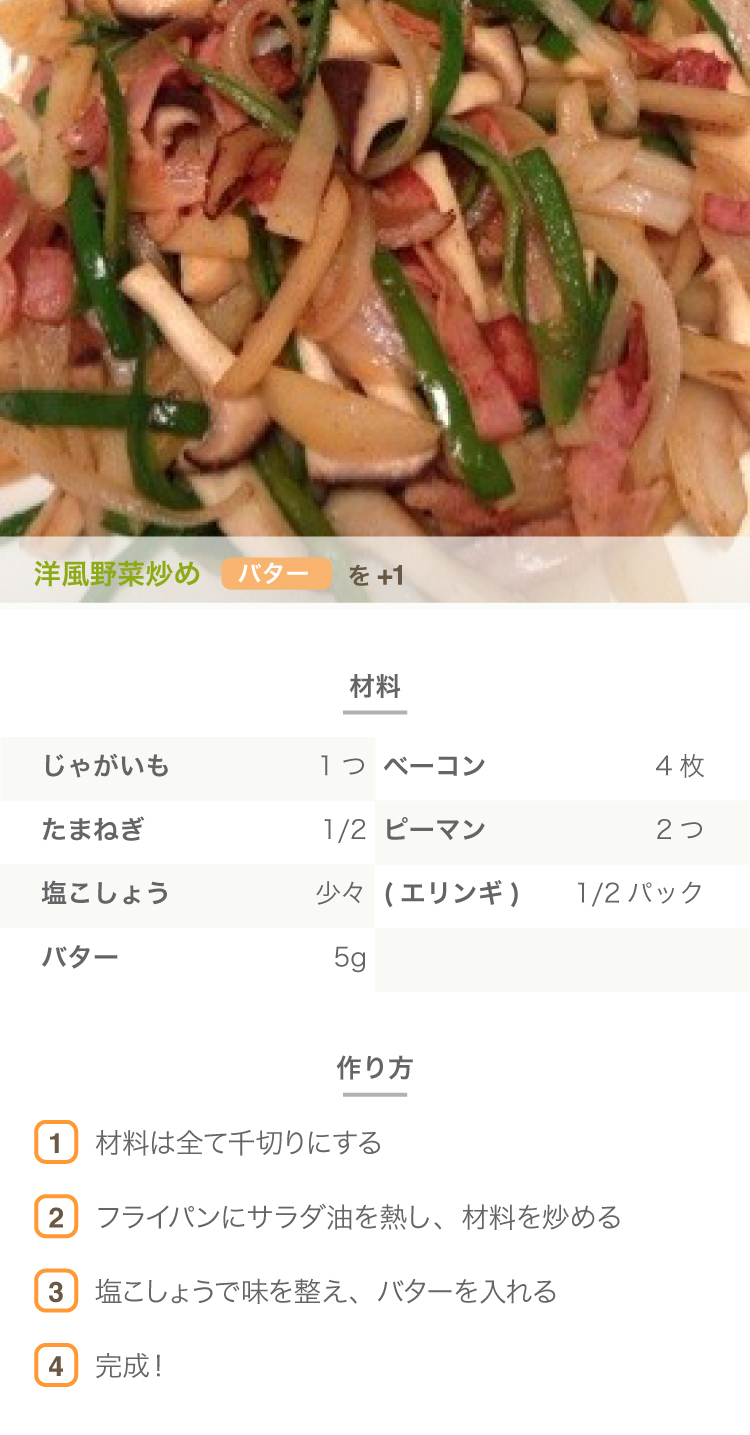 洋風野菜炒め バター を +1
材料
じゃがいも 1 つ ベーコン 4 枚
たまねぎ 1/2 ピーマン 2 つ
塩こしょう 少々 ( エリンギ ) 1/2 パック
バター 5g
作り方
1 材料は全て千切りにする
2 フライパンにサラダ油を熱し、材料を炒める
3 塩こしょうで味を整え、バターを入れる
4 完成！